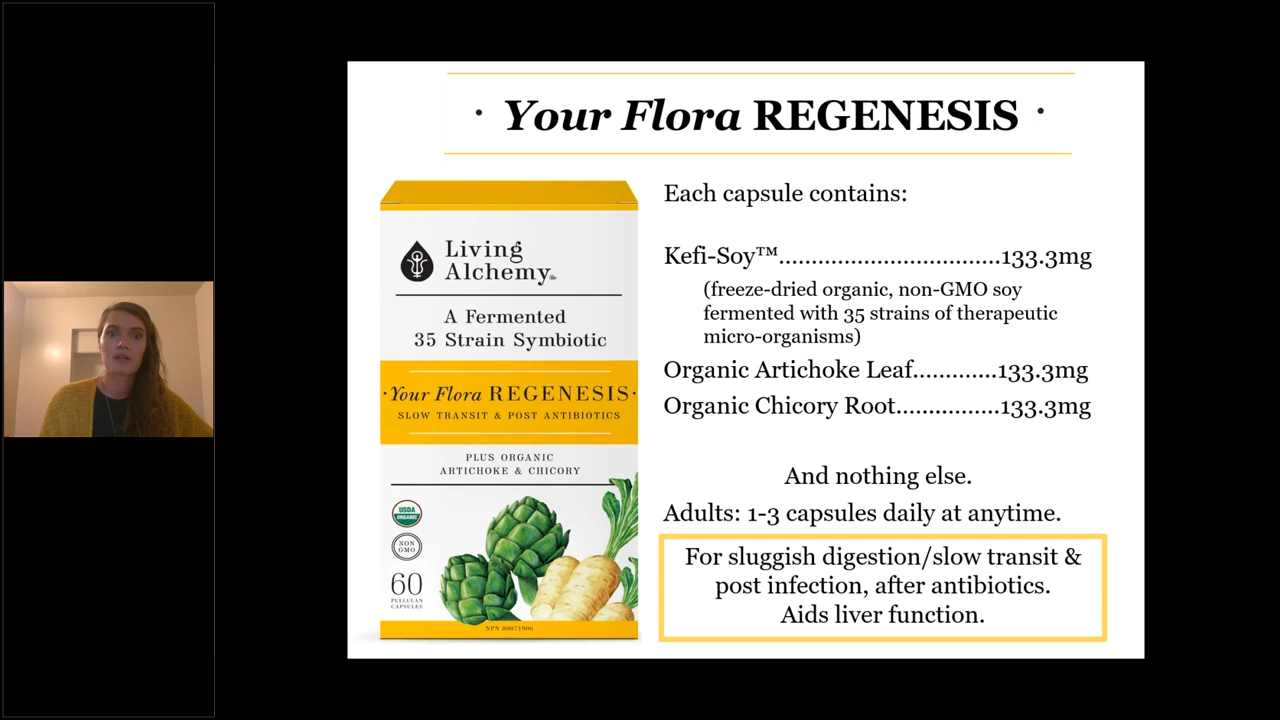 · Your Flora REGENESIS ·
Living
Alchemy
A Fermented
35 Strain Symbiotic
·Your Flora REGENESIS·
SLOW TRANSIT & POST ANTIBIOTICS
PLUS ORGANIC
ARTICHOKE & CHICORY
USDA
ORGANIC
NON
GMO
60
PULLULAN
CAPSULES
NPN 80071906
Each capsule contains:
Kefi-Soy™..................................133.3mg
(freeze-dried organic, non-GMO soy
fermented with 35 strains of therapeutic
micro-organisms)
Organic Artichoke Leaf.............133.3mg
Organic Chicory Root................133.3mg
And nothing else.
Adults: 1-3 capsules daily at anytime.
For sluggish digestion/slow transit &
post infection, after antibiotics.
Aids liver function.